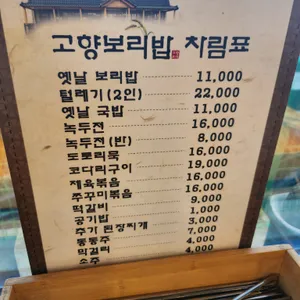 고향보리밥 차림표
옛날 보리밥 11,000
털레기(2인) 22,000
옛날 국밥 11,000
녹두전 16,000
녹두전(반) 8,000
도토리묵 16,000
코다리구이 19,000
제육볶음 16,000
쭈꾸미볶음 16,000
떡갈비 9,000
공기밥 1,000
추가 된장찌개 3,000
동동주 7,000
막걸리 4,000
소주 4,000